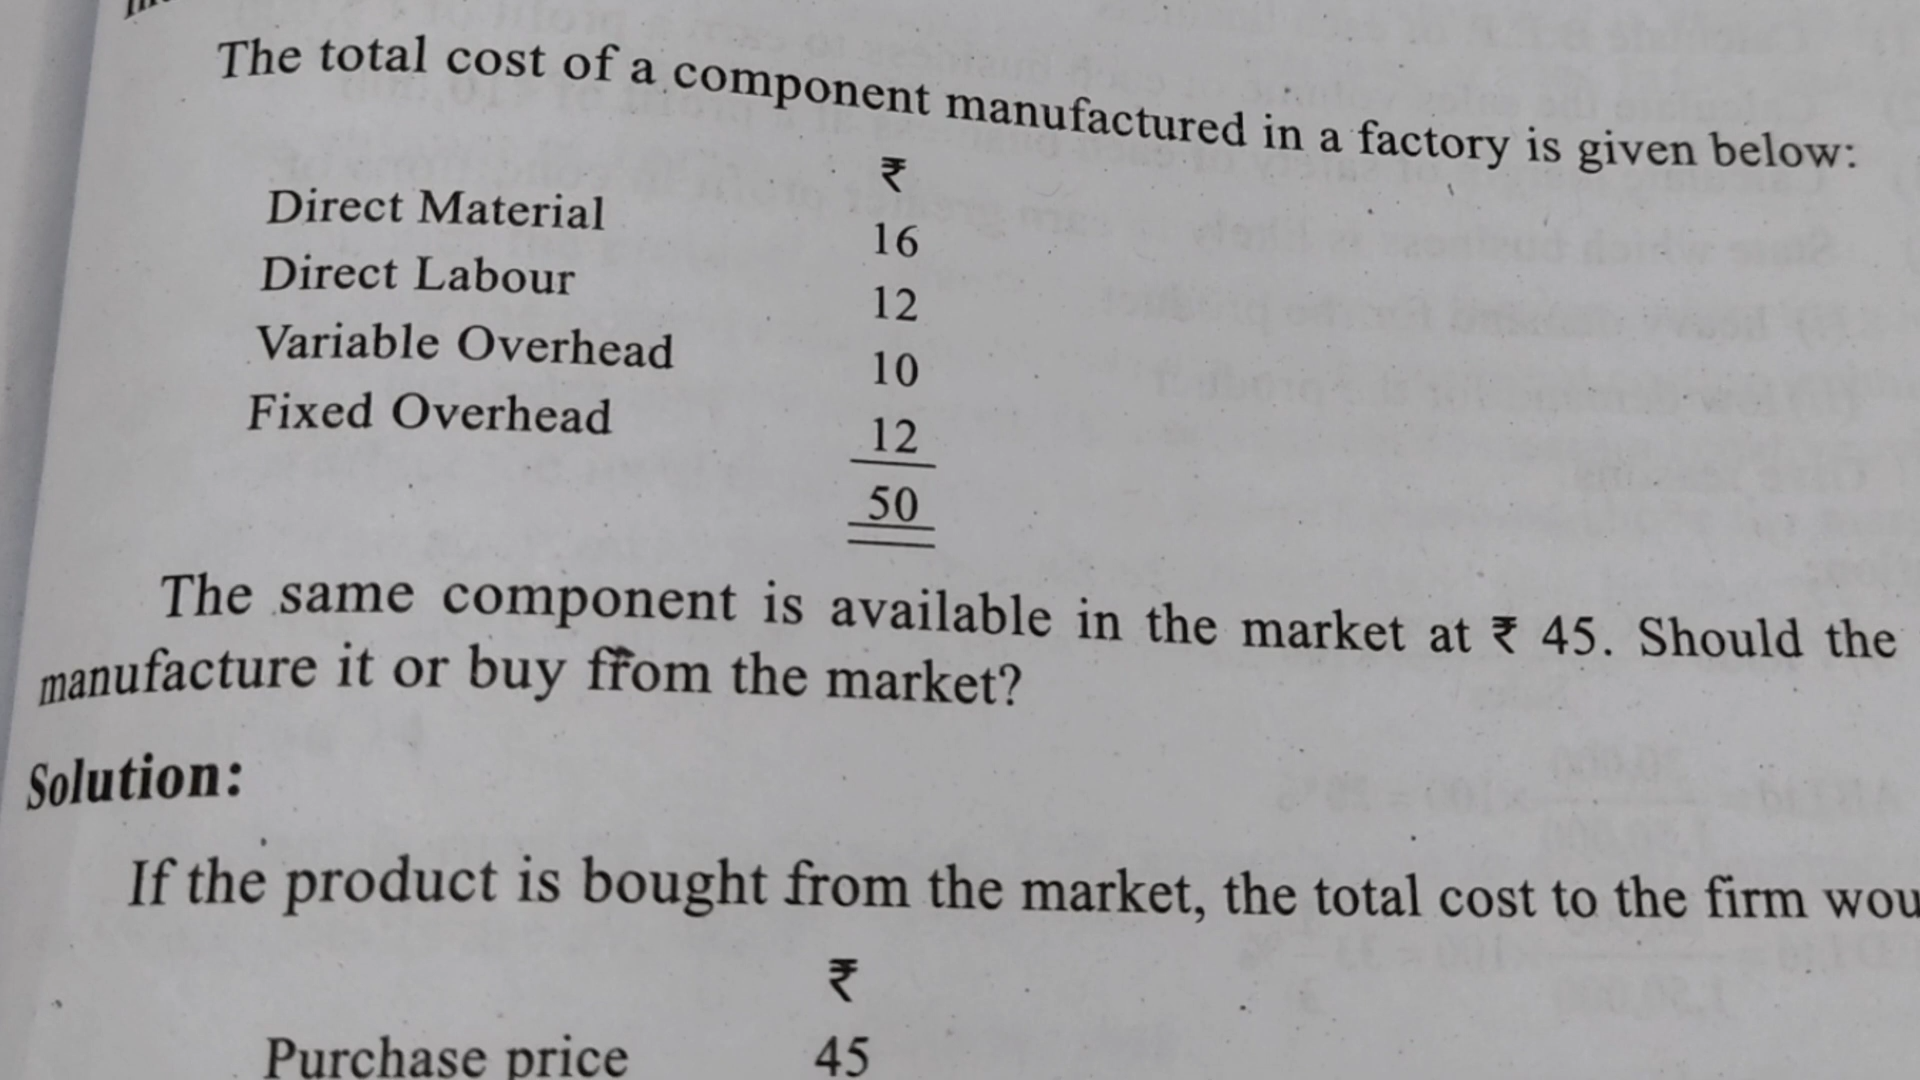 The total cost of a component manufactured in a factory is given below:
₹
Direct Material 16
Direct Labour 12
Variable Overhead 10
Fixed Overhead 12
50
The same component is available in the market at ₹ 45. Should the
manufacture it or buy ffrom the market?
Solution:
If the product is bought from the market, the total cost to the firm wou
₹
Purchase price 45